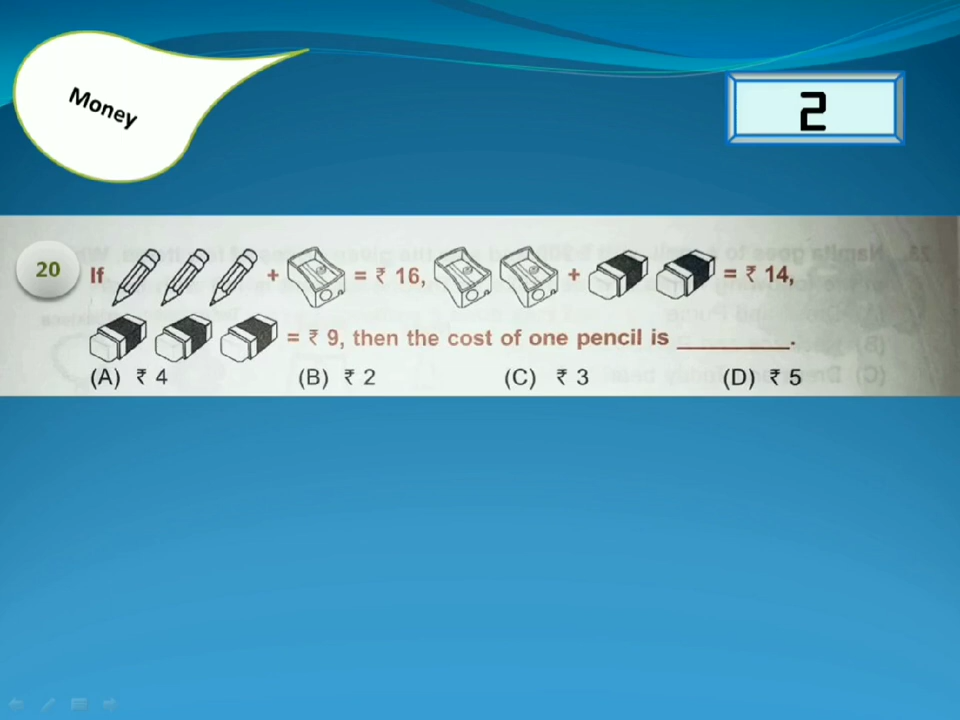 Money
2
20 If + = ₹ 16, + = ₹ 14,
= ₹ 9, then the cost of one pencil is ________.
(A) ₹ 4 (B) ₹ 2 (C) ₹ 3 (D) ₹ 5